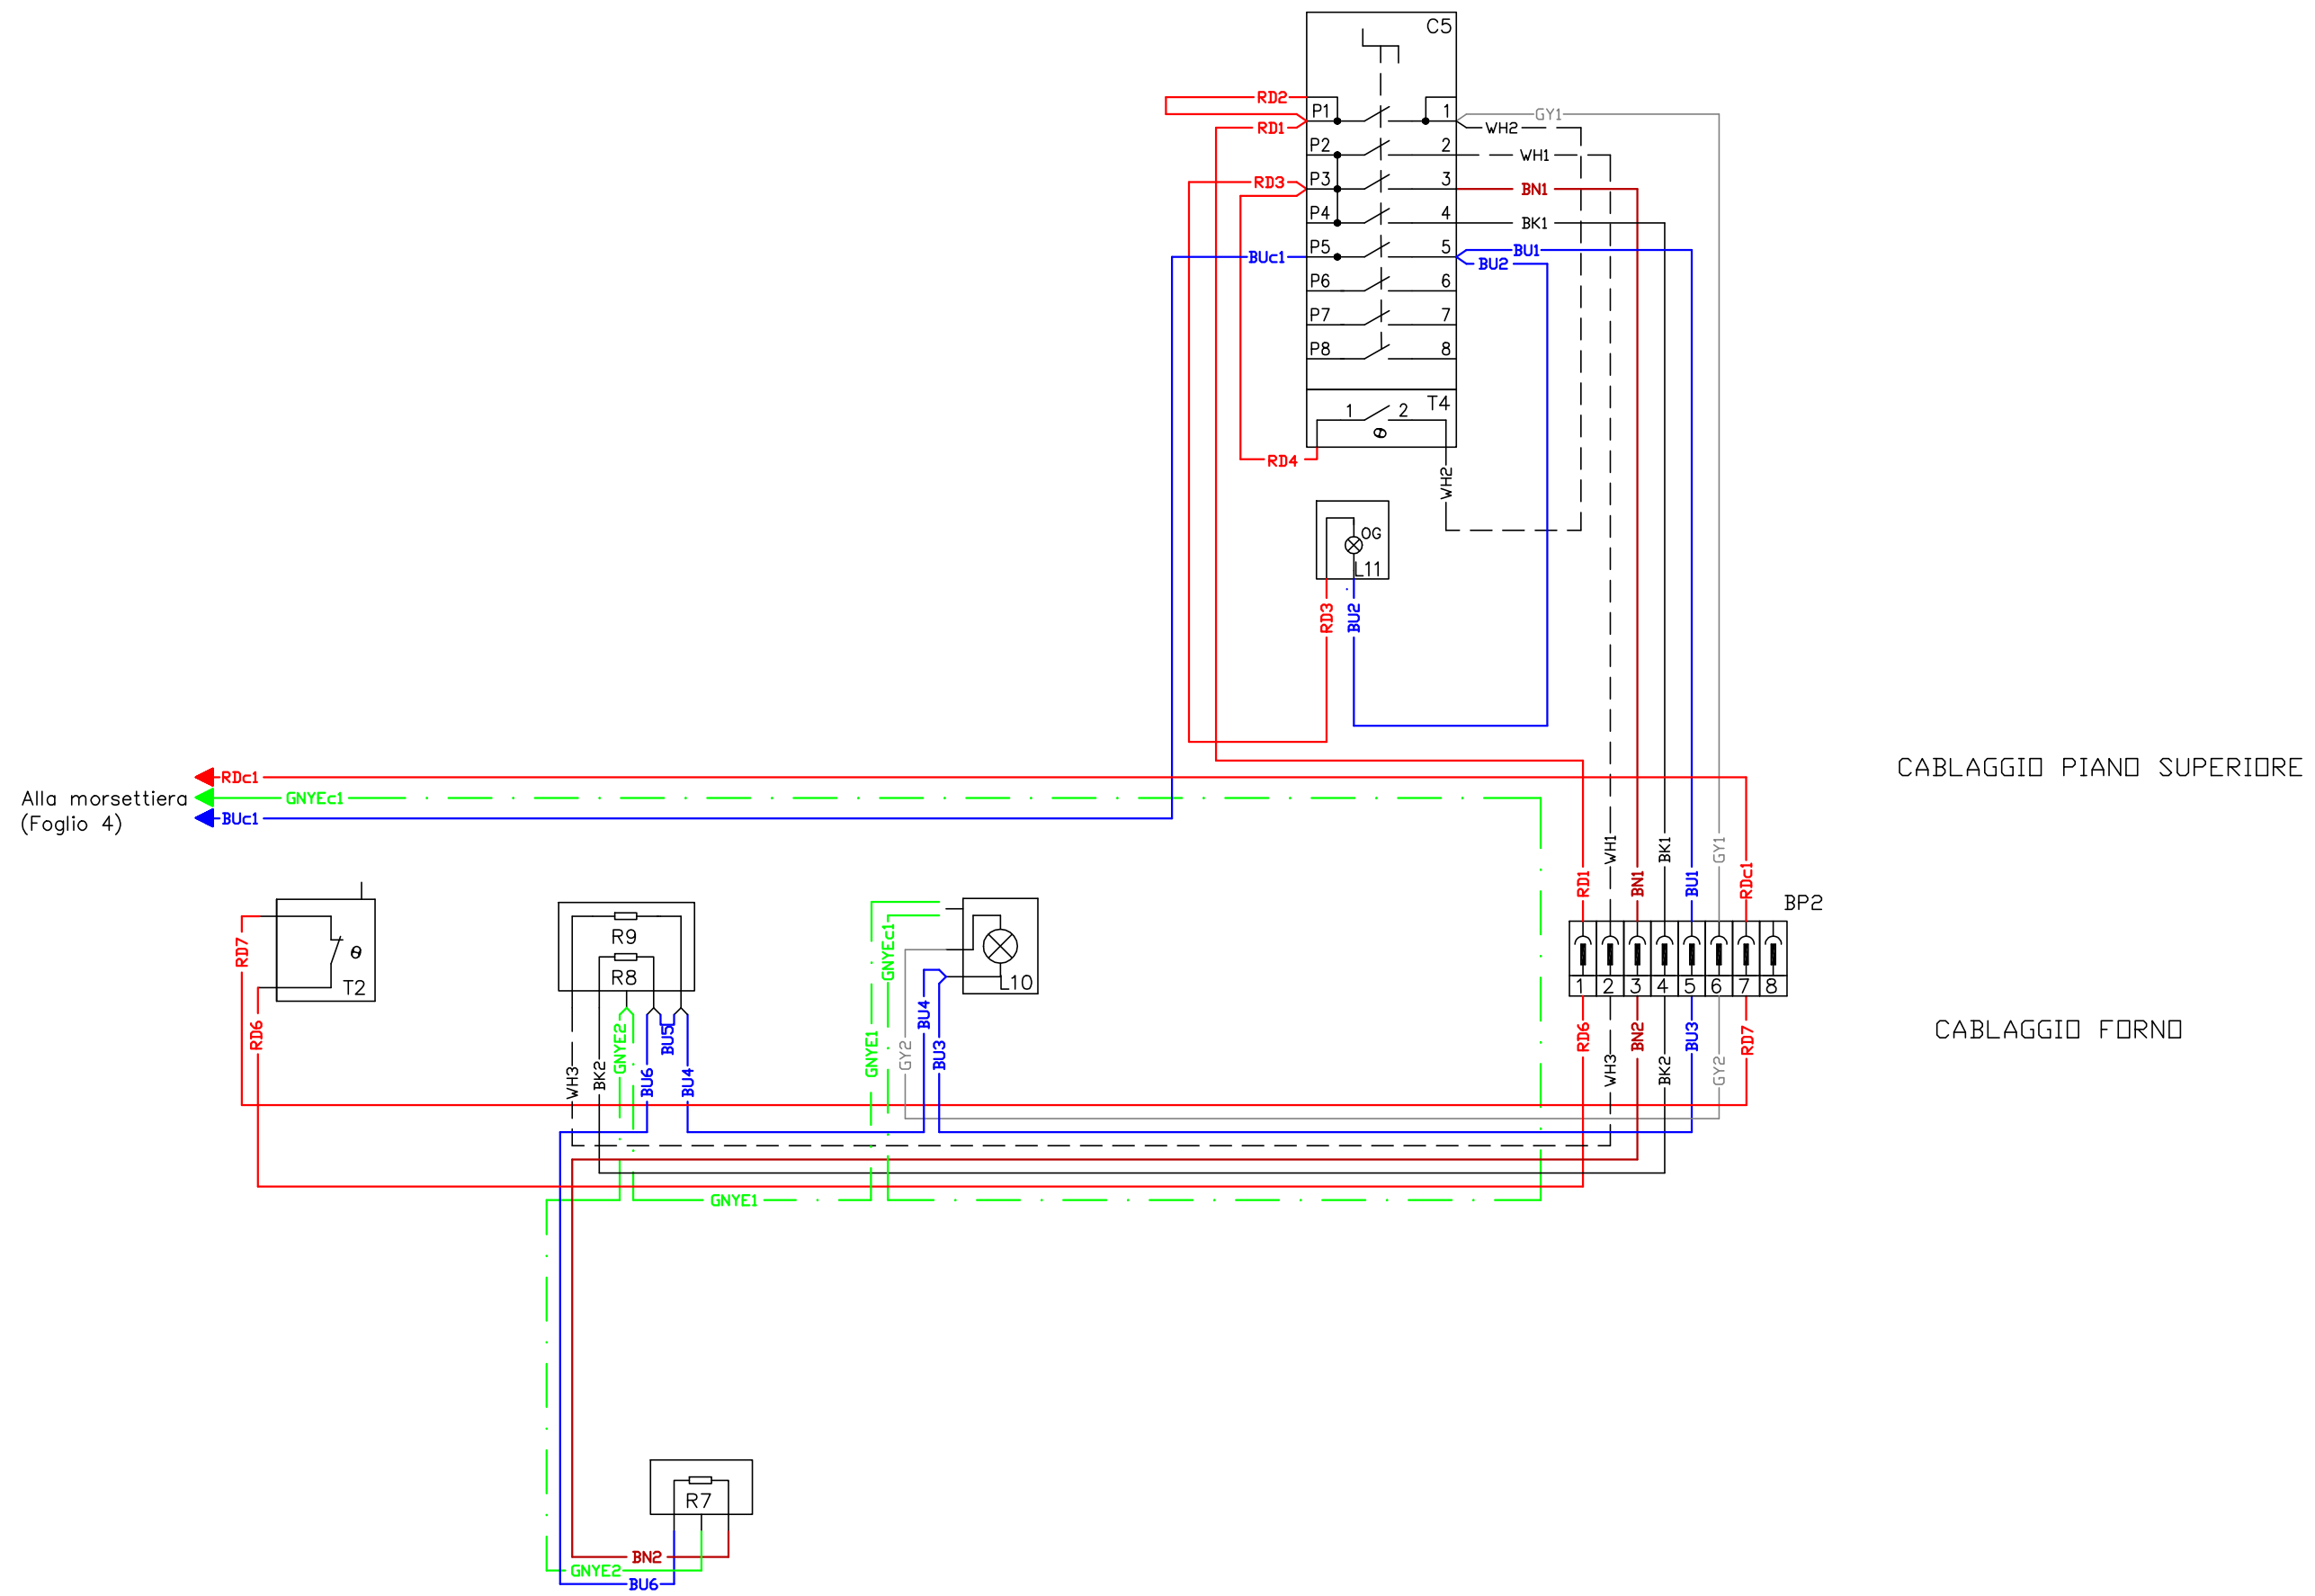 C5
RD2
P1 1 GY1
RD1 WH2
P2 2 WH1
RD3 P3 3 BN1
P4 4 BK1
BUc1 P5 5 BU1
BU2
P6 6
P7 7
P8 8
1 2 T4
θ
RD4
WH2
OG
L11
RD3 BU2
CABLAGGIO PIANO SUPERIORE
RDc1
Alla morsettiera GNYEc1
(Foglio 4) BUc1
RD1 WH1 BN1 BK1 BU1 GY1 RDc1
BP2
RD7 θ T2 RD6
R9
R8
GNYEc1
L10
1 2 3 4 5 6 7 8
WH3 BK2 GNYE2 BU6 BU5 BU4
GNYE1 GY2 BU4 BU3
RD6 WH3 BN2 BK2 BU3 GY2 RD7
CABLAGGIO FORNO
GNYE1
R7
BN2
GNYE2
BU6